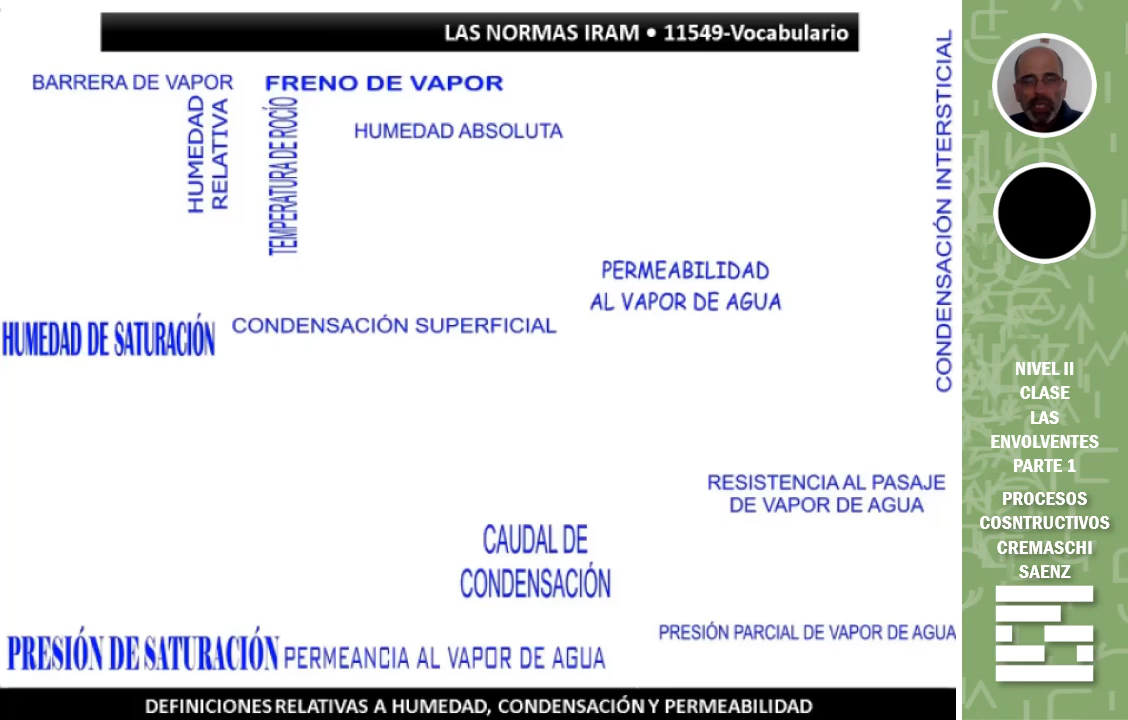 LAS NORMAS IRAM • 11549-Vocabulario
BARRERA DE VAPOR
FRENO DE VAPOR
HUMEDAD
RELATIVA
TEMPERATURA DE ROCÍO
HUMEDAD ABSOLUTA
CONDENSACIÓN INTERSTICIAL
PERMEABILIDAD
AL VAPOR DE AGUA
HUMEDAD DE SATURACIÓN
CONDENSACIÓN SUPERFICIAL
RESISTENCIA AL PASAJE
DE VAPOR DE AGUA
CAUDAL DE
CONDENSACIÓN
PRESIÓN DE SATURACIÓN
PERMEANCIA AL VAPOR DE AGUA
PRESIÓN PARCIAL DE VAPOR DE AGUA
DEFINICIONES RELATIVAS A HUMEDAD, CONDENSACIÓN Y PERMEABILIDAD
NIVEL II
CLASE
LAS
ENVOLVENTES
PARTE 1
PROCESOS
COSNTRUCTIVOS
CREMASCHI
SAENZ